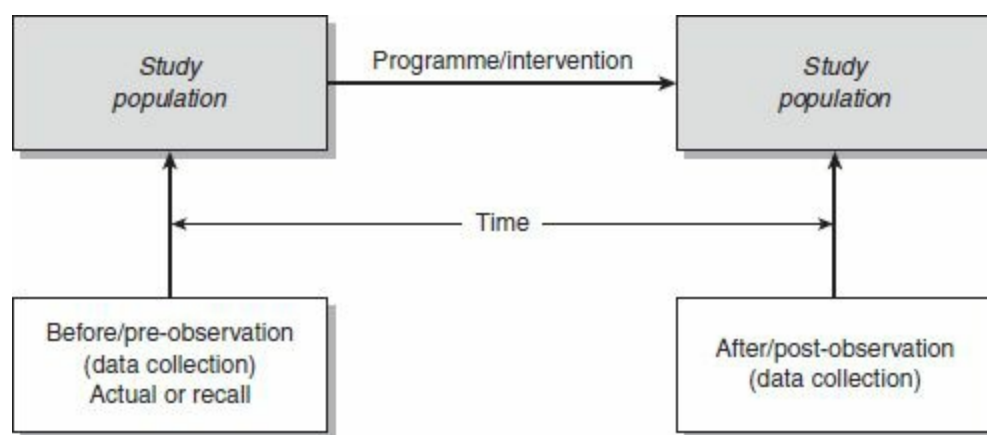 Study
population
Programme/intervention
Study
population
Time
Before/pre-observation
(data collection)
Actual or recall
After/post-observation
(data collection)